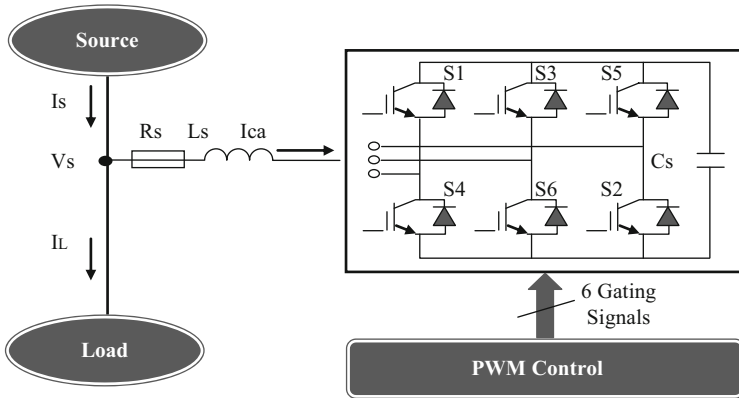 Source
Is
Rs
Ls
Ica
Vs
IL
Load
S1
S3
S5
S4
S6
S2
Cs
6 Gating
Signals
PWM Control